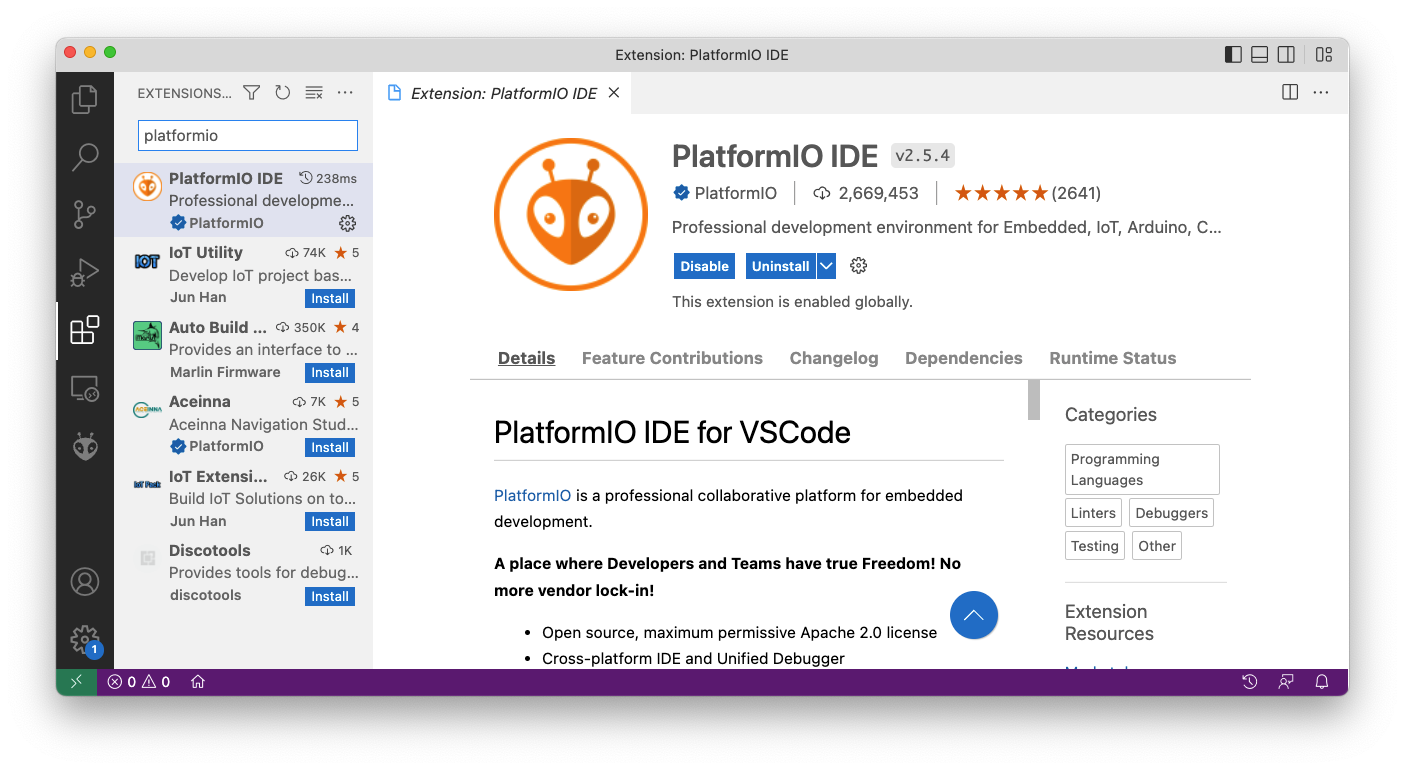 Extension: PlatformIO IDE
EXTENSIONS...
platformio
PlatformIO IDE 238ms
Professional developme...
PlatformIO
IoT Utility 74K ★ 5
Develop IoT project bas...
Jun Han Install
Auto Build ... 350K ★ 4
Provides an interface to ...
Marlin Firmware Install
Aceinna 7K ★ 5
Aceinna Navigation Stud...
PlatformIO Install
IoT Extensi... 26K ★ 5
Build IoT Solutions on to...
Jun Han Install
Discotools 1K
Provides tools for debug...
discotools Install
IOT
ACEINNA
IoT Pack
1
Extension: PlatformIO IDE
PlatformIO IDE v2.5.4
PlatformIO 2,669,453 ★★★★★(2641)
Professional development environment for Embedded, IoT, Arduino, C...
Disable Uninstall
This extension is enabled globally.
Details Feature Contributions Changelog Dependencies Runtime Status
PlatformIO IDE for VSCode
PlatformIO is a professional collaborative platform for embedded
development.
A place where Developers and Teams have true Freedom! No
more vendor lock-in!
• Open source, maximum permissive Apache 2.0 license
• Cross-platform IDE and Unified Debugger
Categories
Programming
Languages
Linters Debuggers
Testing Other
Extension
Resources
0 0